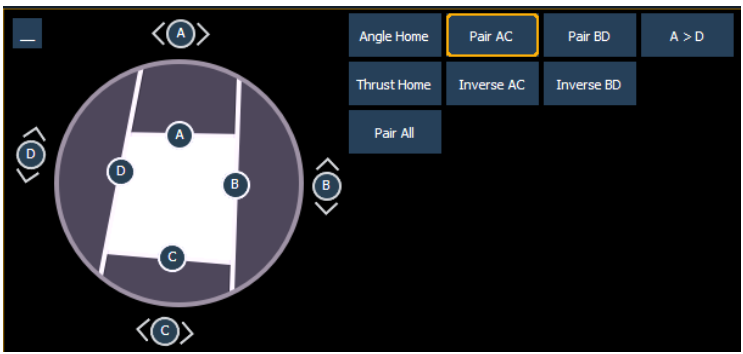 A
Angle Home
Pair AC
Pair BD
A > D
Thrust Home
Inverse AC
Inverse BD
Pair All
A
D
D
B
B
C
C